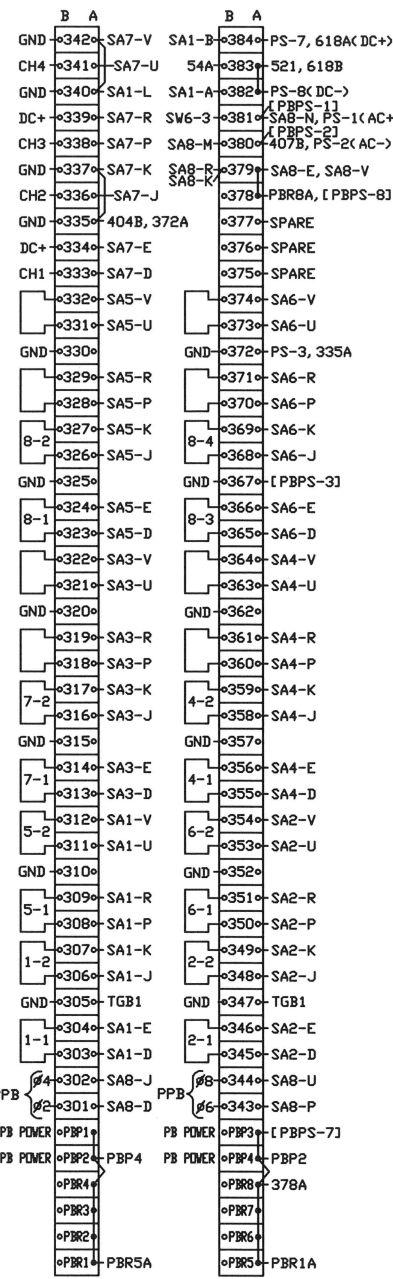 B A B A
GND 342 SA7-V SA1-B 384 PS-7, 618A(DC+)
CH4 341 SA7-U 54A 383 521, 618B
GND 340 SA1-L SA1-A 382 PS-8(DC-)
[PBPS-1]
DC+ 339 SA7-R SW6-3 381 SA8-N, PS-1(AC+
[PBPS-2]
CH3 338 SA7-P SA8-M 380 407B, PS-2(AC-)
GND 337 SA7-K SA8-R 379 SA8-E, SA8-V
SA8-K
CH2 336 SA7-J 378 PBR8A, [PBPS-8]
GND 335 404B, 372A 377 SPARE
DC+ 334 SA7-E 376 SPARE
CH1 333 SA7-D 375 SPARE
332 SA5-V 374 SA6-V
331 SA5-U 373 SA6-U
GND 330 GND 372 PS-3, 335A
329 SA5-R 371 SA6-R
328 SA5-P 370 SA6-P
8-2 327 SA5-K 8-4 369 SA6-K
326 SA5-J 368 SA6-J
GND 325 GND 367 [PBPS-3]
8-1 324 SA5-E 8-3 366 SA6-E
323 SA5-D 365 SA6-D
322 SA3-V 364 SA4-V
321 SA3-U 363 SA4-U
GND 320 GND 362
319 SA3-R 361 SA4-R
318 SA3-P 360 SA4-P
7-2 317 SA3-K 4-2 359 SA4-K
316 SA3-J 358 SA4-J
GND 315 GND 357
7-1 314 SA3-E 4-1 356 SA4-E
313 SA3-D 355 SA4-D
5-2 312 SA1-V 6-2 354 SA2-V
311 SA1-U 353 SA2-U
GND 310 GND 352
5-1 309 SA1-R 6-1 351 SA2-R
308 SA1-P 350 SA2-P
1-2 307 SA1-K 2-2 349 SA2-K
306 SA1-J 348 SA2-J
GND 305 TGB1 GND 347 TGB1
1-1 304 SA1-E 2-1 346 SA2-E
303 SA1-D 345 SA2-D
PPB Ø4 302 SA8-J PPB Ø8 344 SA8-U
Ø2 301 SA8-D Ø6 343 SA8-P
PB POWER PBP1 PB POWER PBP3 [PBPS-7]
PB POWER PBP2 PBP4 PB POWER PBP4 PBP2
PBR4 PBR8 378A
PBR3 PBR7
PBR2 PBR6
PBR1 PBR5A PBR5 PBR1A